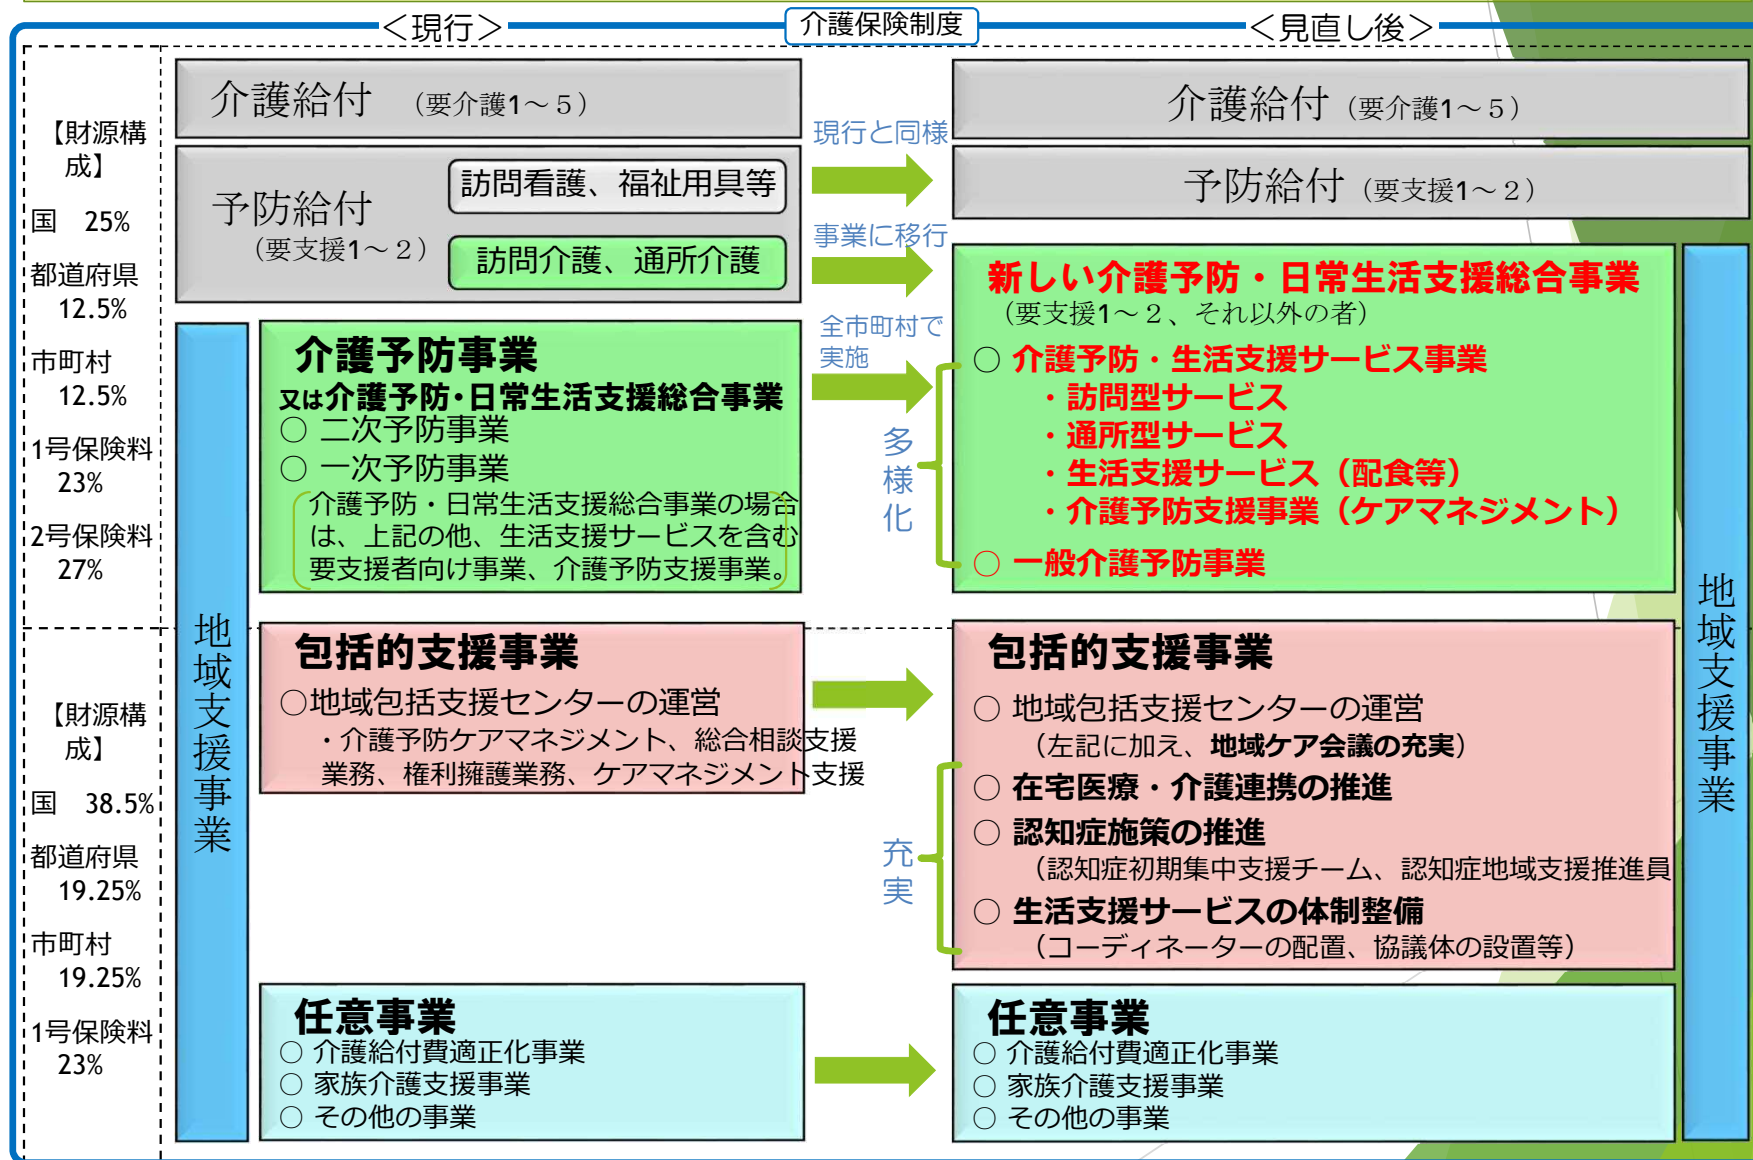 ＜現行＞
介護保険制度
＜見直し後＞
【財源構
成】
国　25%
都道府県
12.5%
市町村
12.5%
1号保険料
23%
2号保険料
27%
【財源構
成】
国　38.5%
都道府県
19.25%
市町村
19.25%
1号保険料
23%
介護給付　（要介護1～５）
予防給付
（要支援1～２）
訪問看護、福祉用具等
訪問介護、通所介護
地域支援事業
介護予防事業
又は介護予防・日常生活支援総合事業
○ 二次予防事業
○ 一次予防事業
介護予防・日常生活支援総合事業の場合
は、上記の他、生活支援サービスを含む
要支援者向け事業、介護予防支援事業。
包括的支援事業
○地域包括支援センターの運営
・介護予防ケアマネジメント、総合相談支援
業務、権利擁護業務、ケアマネジメント支援
任意事業
○ 介護給付費適正化事業
○ 家族介護支援事業
○ その他の事業
現行と同様
事業に移行
全市町村で
実施
多様化
充実
介護給付（要介護1～５）
予防給付（要支援1～２）
新しい介護予防・日常生活支援総合事業
（要支援1～２、それ以外の者）
○ 介護予防・生活支援サービス事業
・訪問型サービス
・通所型サービス
・生活支援サービス（配食等）
・介護予防支援事業（ケアマネジメント）
○ 一般介護予防事業
包括的支援事業
○ 地域包括支援センターの運営
（左記に加え、地域ケア会議の充実）
○ 在宅医療・介護連携の推進
○ 認知症施策の推進
（認知症初期集中支援チーム、認知症地域支援推進員
○ 生活支援サービスの体制整備
（コーディネーターの配置、協議体の設置等）
任意事業
○ 介護給付費適正化事業
○ 家族介護支援事業
○ その他の事業
地域支援事業